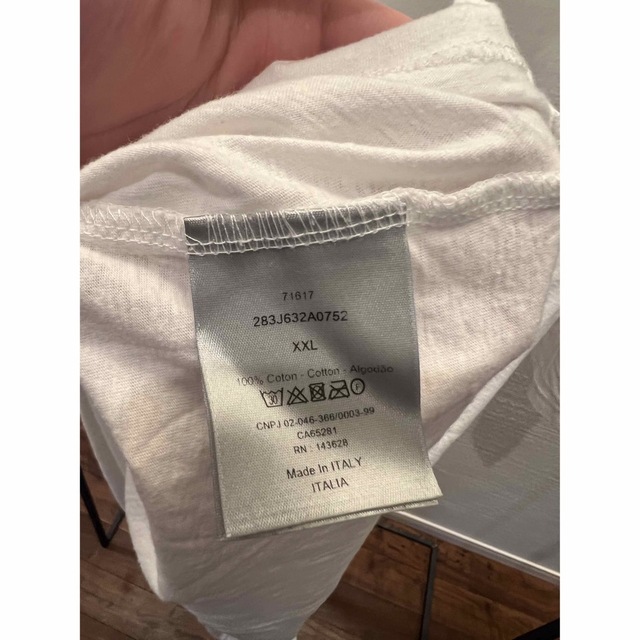 71617
283J632A0752
XXL
100% Coton - Cotton - Algodão
30 F
CNPJ 02-046-366/0003-99
CA65281
RN : 143628
Made In ITALY
ITALIA